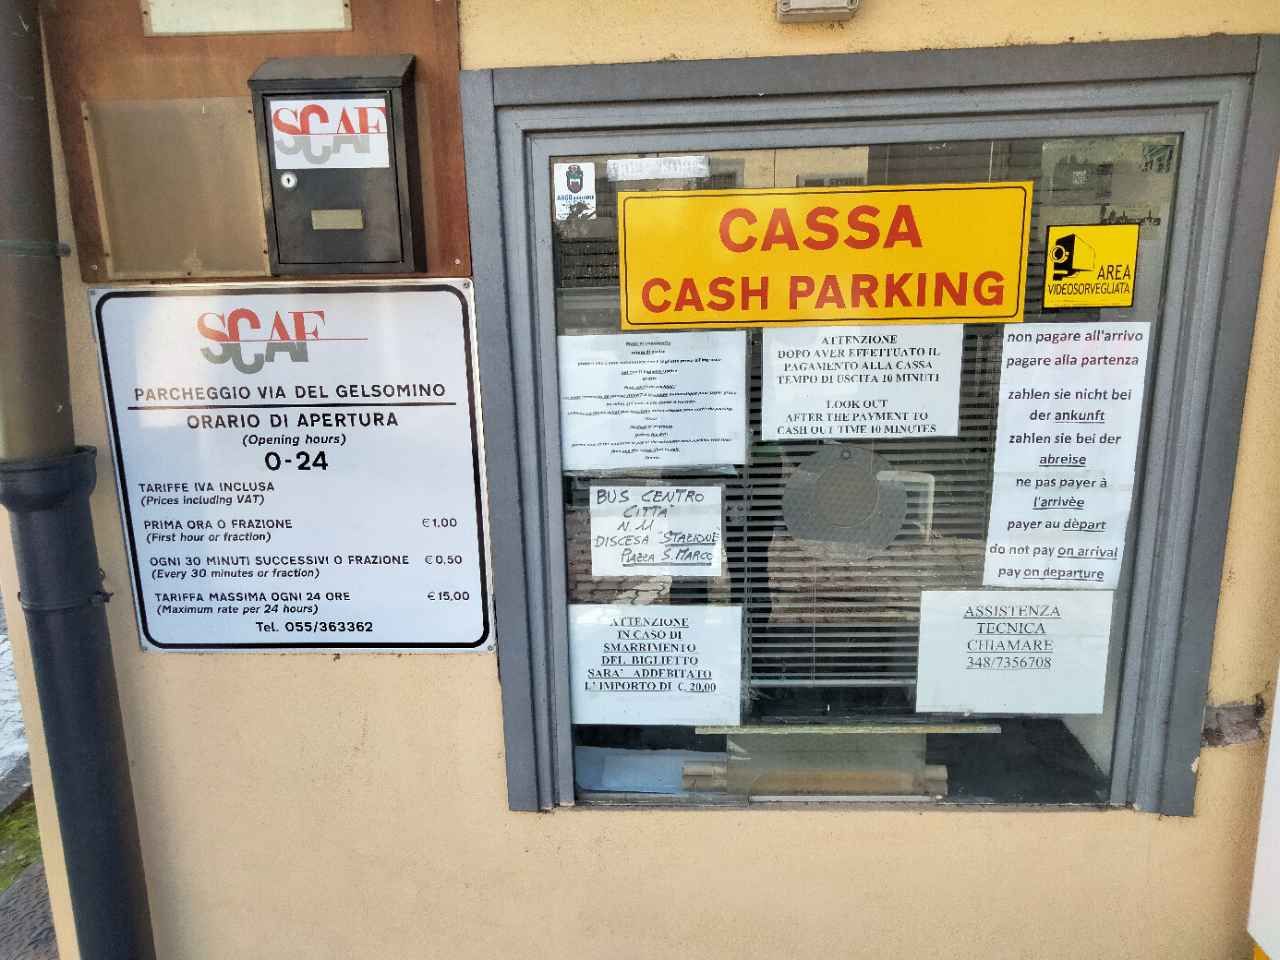 SCAF
SCAF
PARCHEGGIO VIA DEL GELSOMINO
ORARIO DI APERTURA
(Opening hours)
0-24
TARIFFE IVA INCLUSA
(Prices including VAT)
PRIMA ORA O FRAZIONE €1,00
(First hour or fraction)
OGNI 30 MINUTI SUCCESSIVI O FRAZIONE €0,50
(Every 30 minutes or fraction)
TARIFFA MASSIMA OGNI 24 ORE €15,00
(Maximum rate per 24 hours)
Tel. 055/363362
CASSA
CASH PARKING
AREA
VIDEOSORVEGLIATA
ATTENZIONE
DOPO AVER EFFETTUATO IL
PAGAMENTO ALLA CASSA
TEMPO DI USCITA 10 MINUTI
LOOK OUT
AFTER THE PAYMENT TO
CASH OUT TIME 10 MINUTES
non pagare all'arrivo
pagare alla partenza
zahlen sie nicht bei
der ankunft
zahlen sie bei der
abreise
ne pas payer à
l'arrivèe
payer au dèpart
do not pay on arrival
pay on departure
BUS CENTRO
CITTA'
N. 11
DISCESA "STAZIONE"
PIAZZA S. MARCO
ATTENZIONE
IN CASO DI
SMARRIMENTO
DEL BIGLIETTO
SARA' ADDEBITATO
L'IMPORTO DI €. 20,00
ASSISTENZA
TECNICA
CHIAMARE
348/7356708